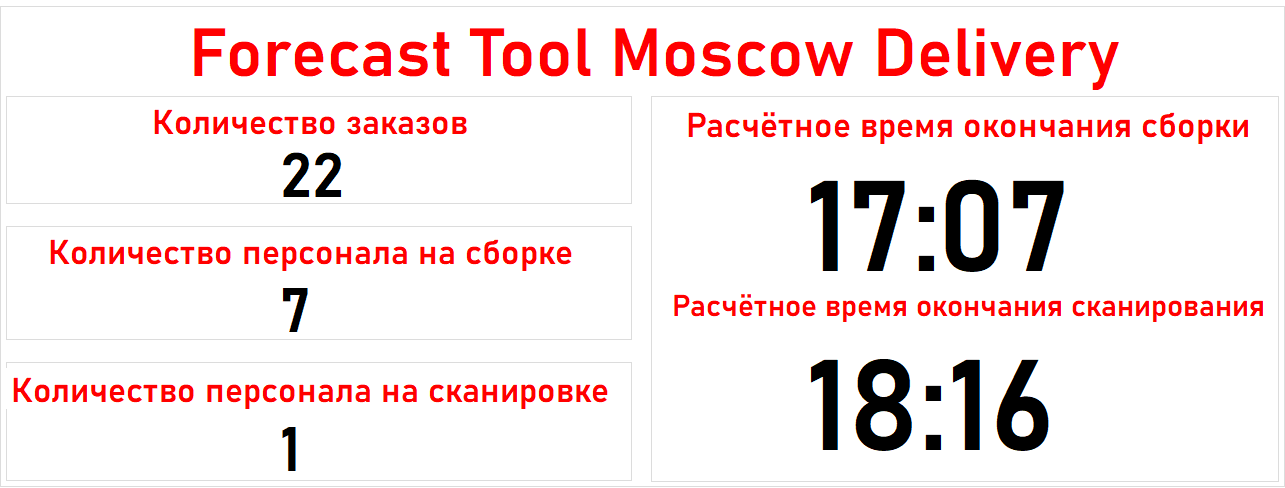 Forecast Tool Moscow Delivery
Количество заказов
22
Количество персонала на сборке
7
Количество персонала на сканировке
1
Расчётное время окончания сборки
17:07
Расчётное время окончания сканирования
18:16